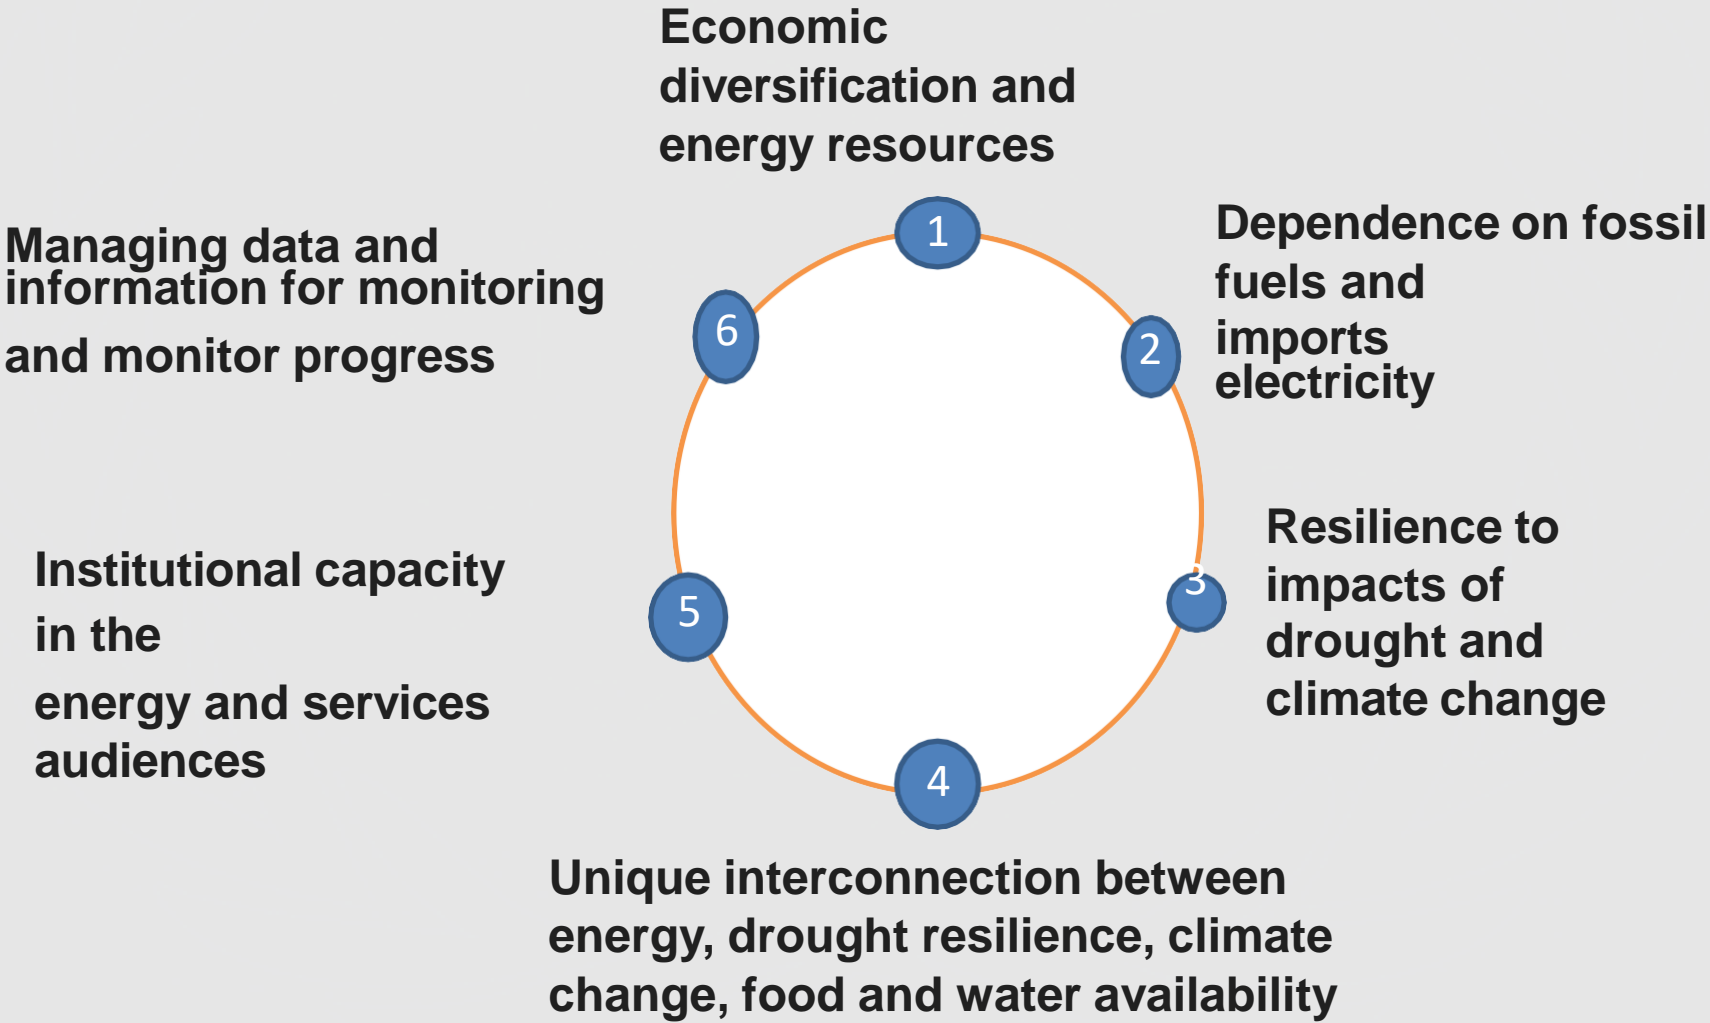 Economic
diversification and
energy resources
1
Dependence on fossil
fuels and
imports
electricity
2
Resilience to
impacts of
drought and
climate change
3
4
Unique interconnection between
energy, drought resilience, climate
change, food and water availability
5
Institutional capacity
in the
energy and services
audiences
6
Managing data and
information for monitoring
and monitor progress